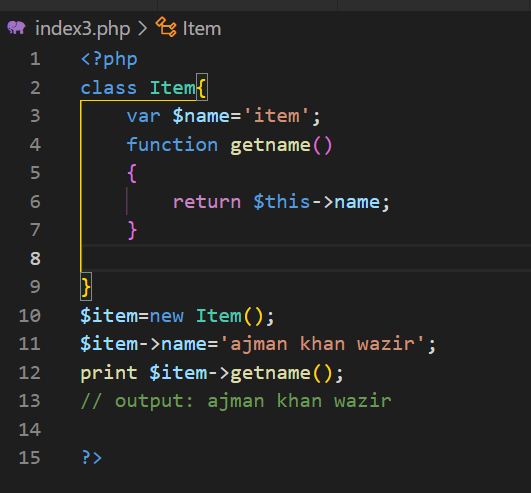 index3.php > Item
1 <?php
2 class Item{
3 var $name='item';
4 function getname()
5 {
6 return $this->name;
7 }
8
9 }
10 $item=new Item();
11 $item->name='ajman khan wazir';
12 print $item->getname();
13 // output: ajman khan wazir
14
15 ?>